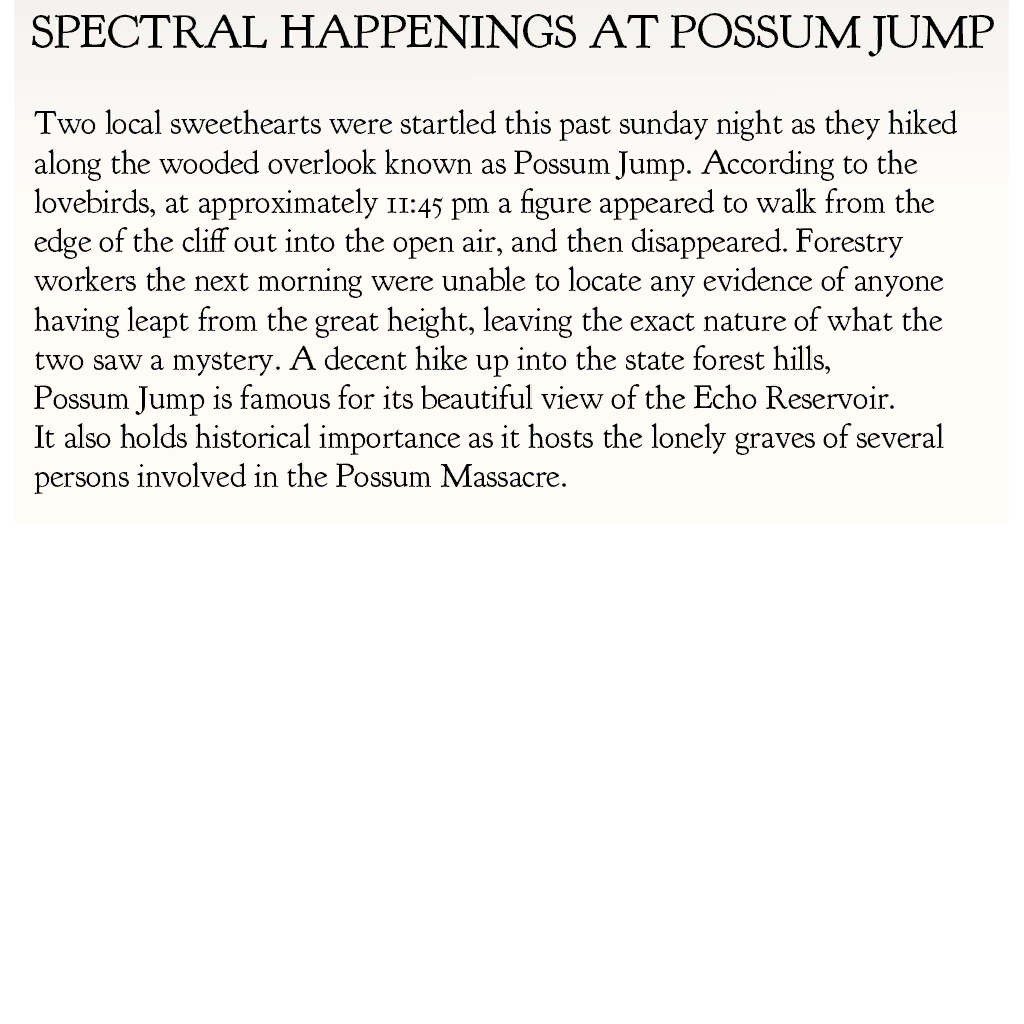 SPECTRAL HAPPENINGS AT POSSUM JUMP
Two local sweethearts were startled this past sunday night as they hiked
along the wooded overlook known as Possum Jump. According to the
lovebirds, at approximately 11:45 pm a figure appeared to walk from the
edge of the cliff out into the open air, and then disappeared. Forestry
workers the next morning were unable to locate any evidence of anyone
having leapt from the great height, leaving the exact nature of what the
two saw a mystery. A decent hike up into the state forest hills,
Possum Jump is famous for its beautiful view of the Echo Reservoir.
It also holds historical importance as it hosts the lonely graves of several
persons involved in the Possum Massacre.